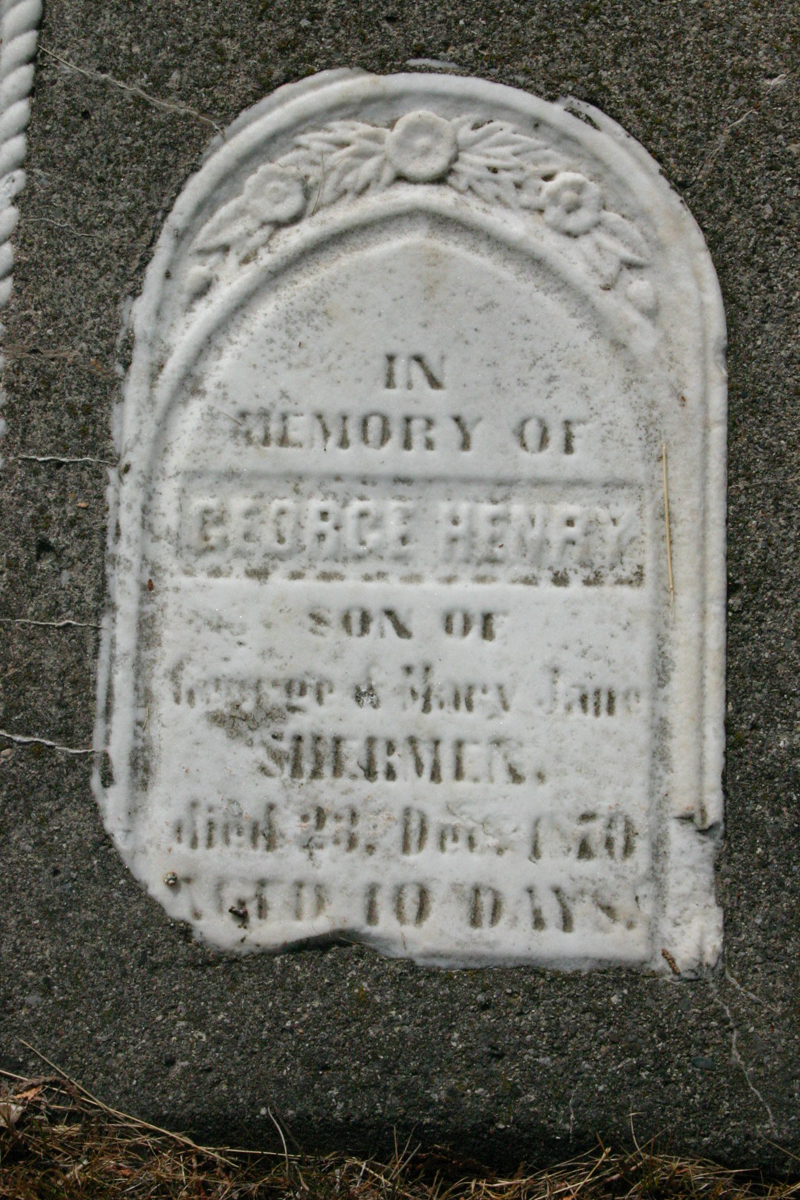 IN
MEMORY OF
GEORGE HENRY
SON OF
George & Mary Jane
SHERMEN.
died 23, Dec. 1870
AGED 10 DAYS.